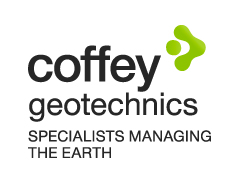 coffey
geotechnics
SPECIALISTS MANAGING
THE EARTH